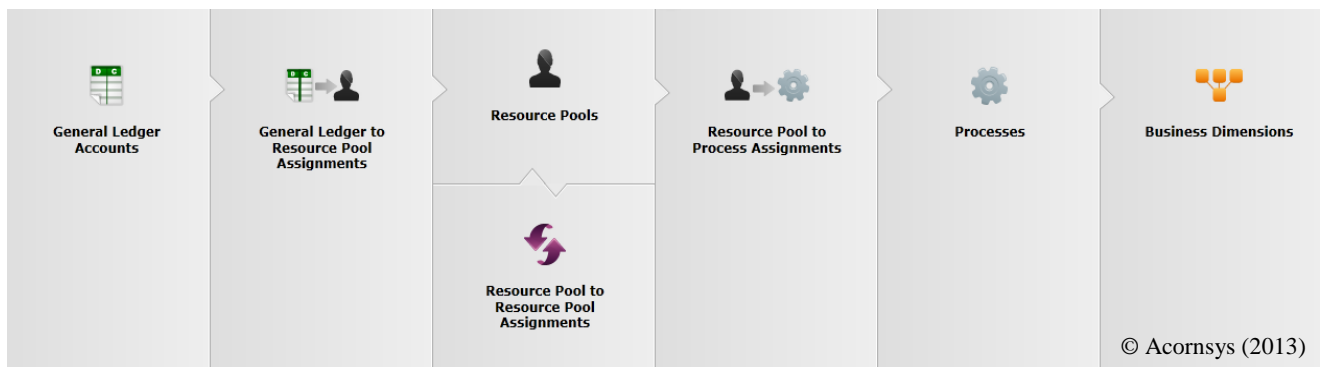 D C
General Ledger
Accounts
D C
General Ledger to
Resource Pool
Assignments
Resource Pools
Resource Pool to
Resource Pool
Assignments
Resource Pool to
Process Assignments
Processes
Business Dimensions
© Acornsys (2013)